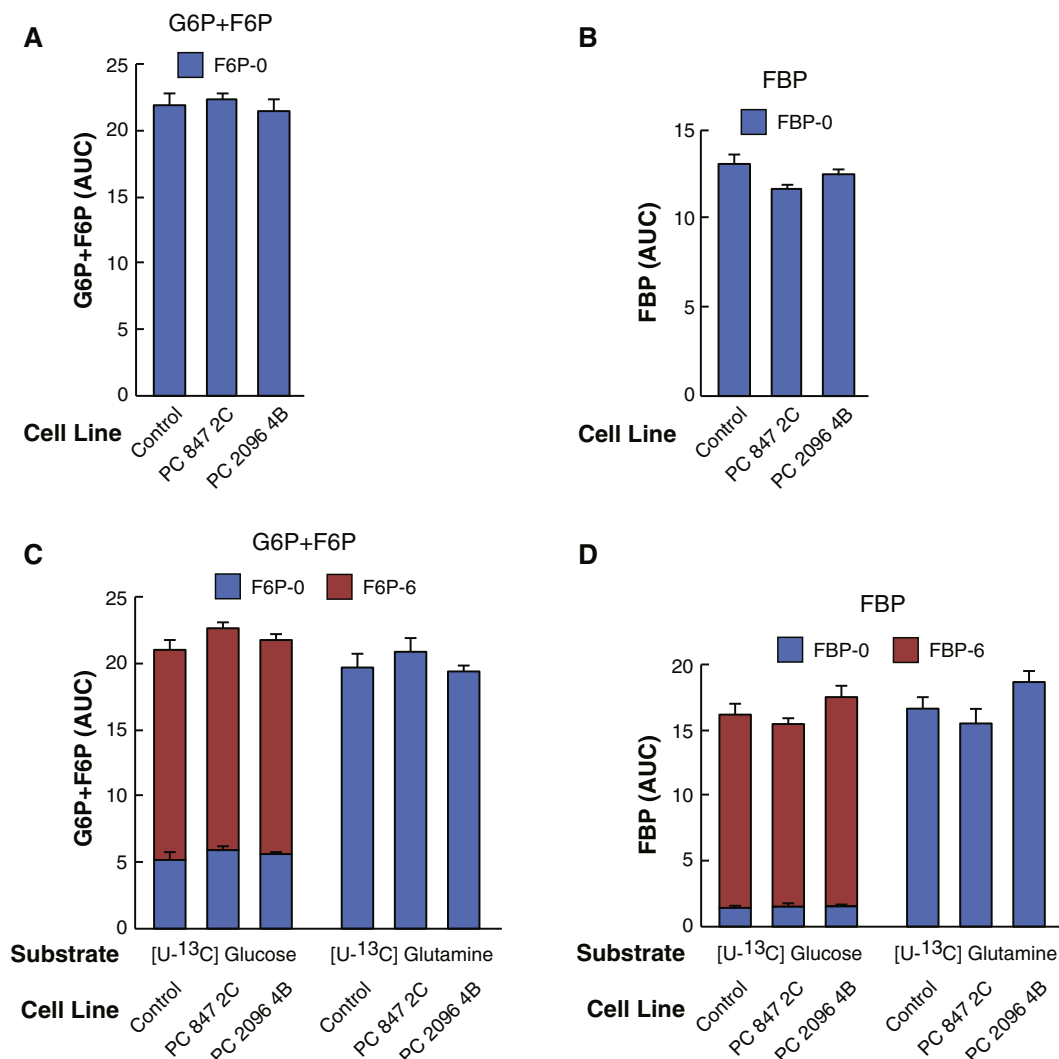 A
G6P+F6P
F6P-0
G6P+F6P (AUC)
25
20
15
10
5
0
Cell Line
Control
PC 847 2C
PC 2096 4B
B
FBP
FBP-0
FBP (AUC)
15
10
5
0
Cell Line
Control
PC 847 2C
PC 2096 4B
C
G6P+F6P
F6P-0 F6P-6
G6P+F6P (AUC)
25
20
15
10
5
0
Substrate [U-13C] Glucose [U-13C] Glutamine
Cell Line
Control
PC 847 2C
PC 2096 4B
Control
PC 847 2C
PC 2096 4B
D
FBP
FBP-0 FBP-6
FBP (AUC)
20
15
10
5
0
Substrate [U-13C] Glucose [U-13C] Glutamine
Cell Line
Control
PC 847 2C
PC 2096 4B
Control
PC 847 2C
PC 2096 4B